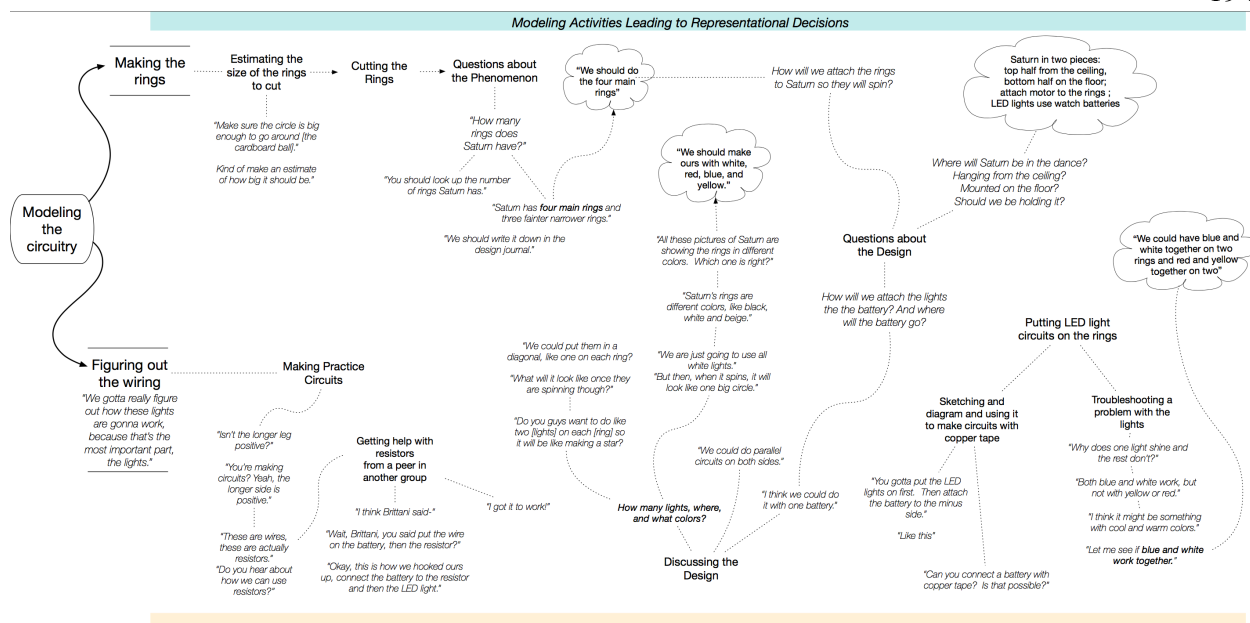 Modeling Activities Leading to Representational Decisions
Modeling
the
circuitry
Making the
rings
Estimating the
size of the rings
to cut
"Make sure the circle is big
enough to go around [the
cardboard ball]."
Kind of make an estimate
of how big it should be."
Cutting the
Rings
Questions about
the Phenomenon
"How many
rings does
Saturn have?"
"You should look up the number
of rings Saturn has."
"Saturn has four main rings and
three fainter narrower rings."
"We should write it down in the
design journal."
"We should do
the four main
rings"
How will we attach the rings
to Saturn so they will spin?
Saturn in two pieces:
top half from the ceiling,
bottom half on the floor;
attach motor to the rings ;
LED lights use watch batteries
Where will Saturn be in the dance?
Hanging from the ceiling?
Mounted on the floor?
Should we be holding it?
Questions about
the Design
How will we attach the lights
the the battery? And where
will the battery go?
"We should make
ours with white,
red, blue, and
yellow."
"All these pictures of Saturn are
showing the rings in different
colors.  Which one is right?"
"Saturn's rings are
different colors, like black,
white and beige."
"We are just going to use all
white lights."
"But then, when it spins, it will
look like one big circle."
Figuring out
the wiring
"We gotta really figure
out how these lights
are gonna work,
because that's the
most important part,
the lights."
Making Practice
Circuits
"Isn't the longer leg
positive?"
"You're making
circuits? Yeah, the
longer side is
positive."
"These are wires,
these are actually
resistors."
"Do you hear about
how we can use
resistors?"
Getting help with
resistors
from a peer in
another group
"I think Brittani said-"
"Wait, Brittani, you said put the wire
on the battery, then the resistor?"
"Okay, this is how we hooked ours
up, connect the battery to the resistor
and then the LED light."
"I got it to work!"
"We could put them in a
diagonal, like one on each ring?
"What will it look like once they
are spinning though?"
"Do you guys want to do like
two [lights] on each [ring] so
it will be like making a star?
How many lights, where,
and what colors?
"We could do parallel
circuits on both sides."
"I think we could do
it with one battery."
Discussing the
Design
Putting LED light
circuits on the rings
Sketching and
diagram and using it
to make circuits with
copper tape
"You gotta put the LED
lights on first.  Then attach
the battery to the minus
side."
"Like this"
"Can you connect a battery with
copper tape?  Is that possible?"
Troubleshooting a
problem with the
lights
"Why does one light shine and
the rest don't?"
"Both blue and white work, but
not with yellow or red."
"I think it might be something
with cool and warm colors."
"Let me see if blue and white
work together."
"We could have blue and
white together on two
rings and red and yellow
together on two"